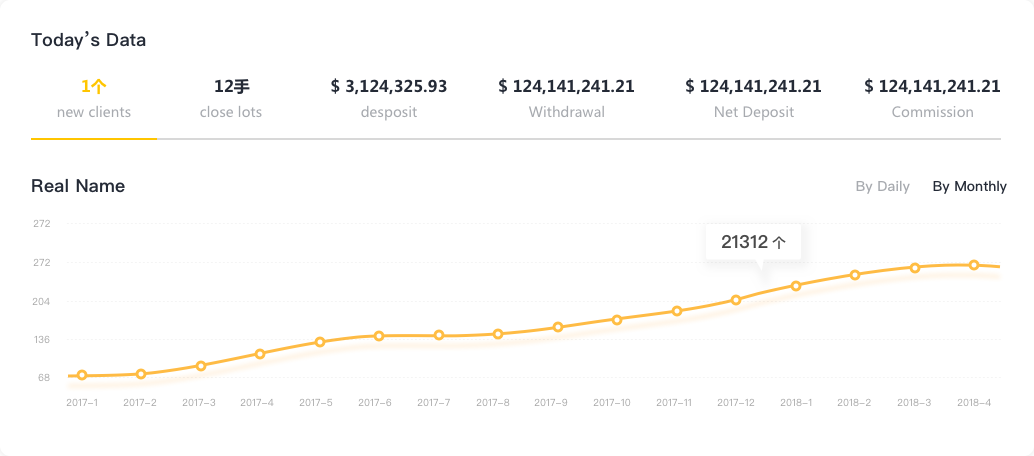 Today's Data
1个 12手 $ 3,124,325.93 $ 124,141,241.21 $ 124,141,241.21 $ 124,141,241.21
new clients close lots desposit Withdrawal Net Deposit Commission
Real Name By Daily By Monthly
272
21312 个
272
204
136
68
2017-1 2017-2 2017-3 2017-4 2017-5 2017-6 2017-7 2017-8 2017-9 2017-10 2017-11 2017-12 2018-1 2018-2 2018-3 2018-4